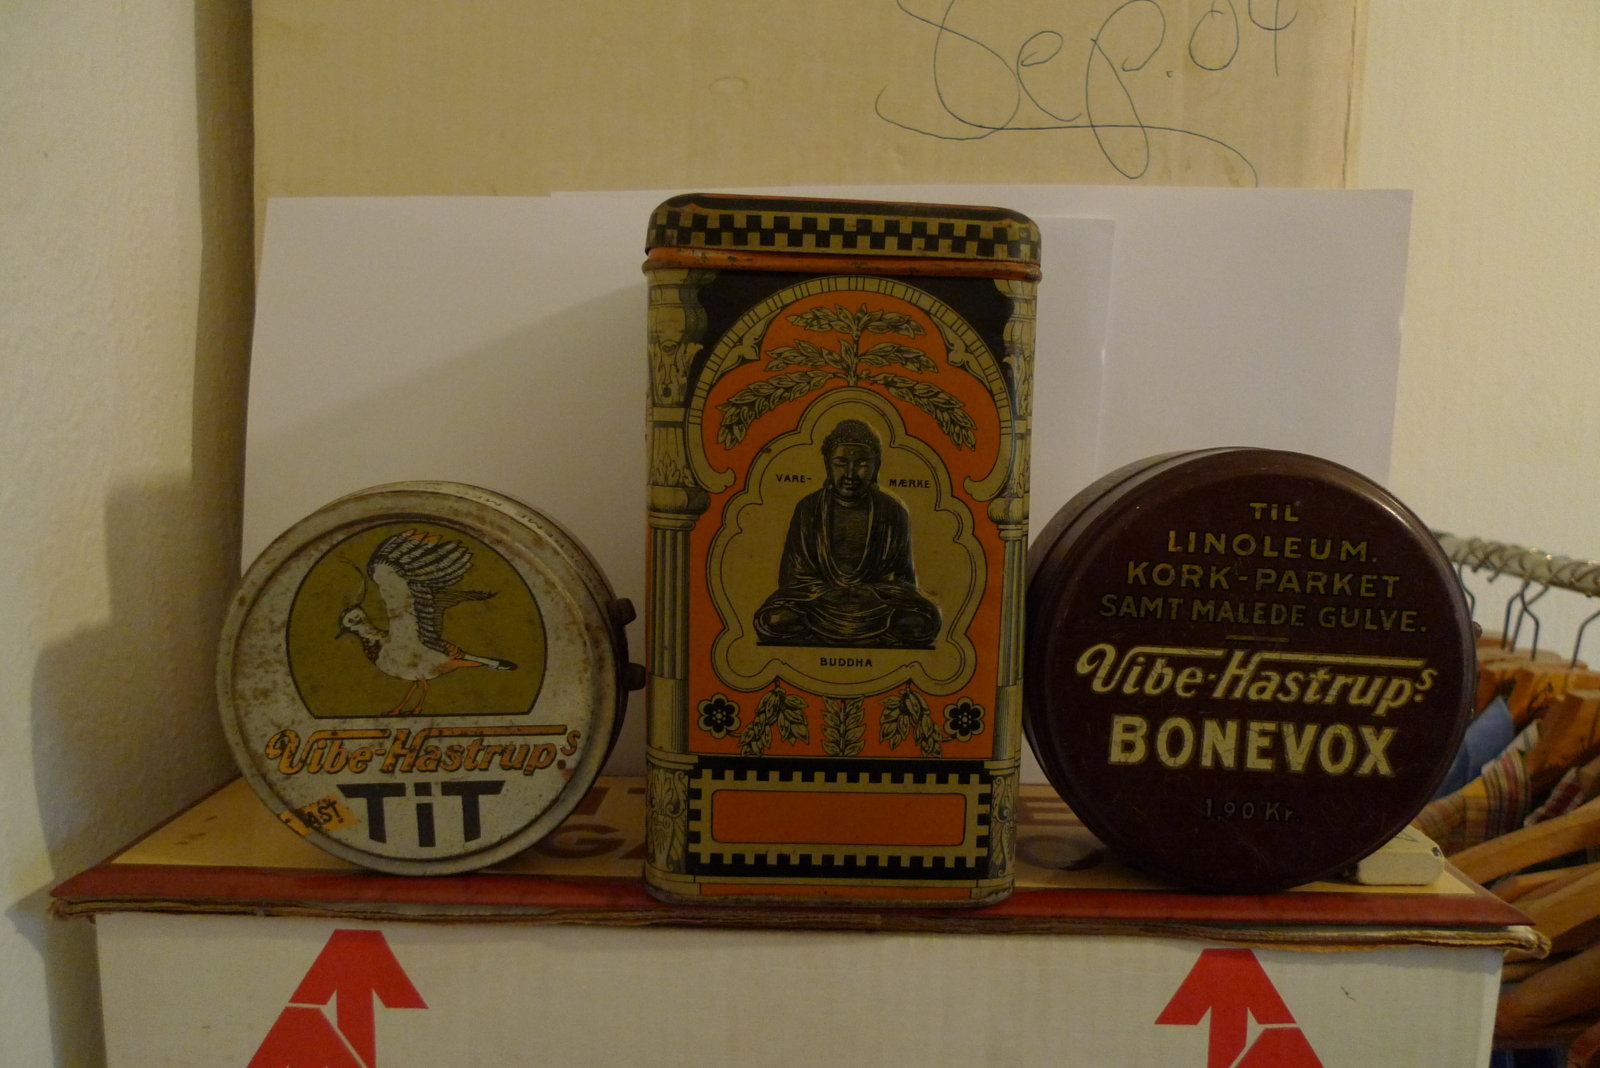 Sep. 04
VARE- MÆRKE
BUDDHA
Vibe-Hastrup's
TiT
TiL
LINOLEUM.
KORK-PARKET
SAMT MALEDE GULVE.
Vibe-Hastrup's
BONEVOX
1,90 Kr.